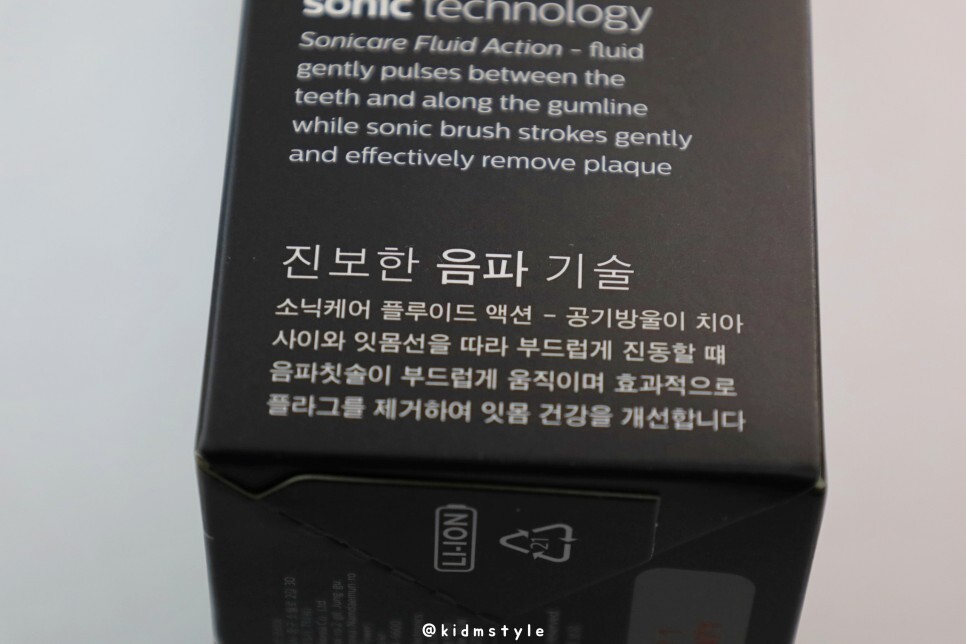 sonic technology
Sonicare Fluid Action – fluid
gently pulses between the
teeth and along the gumline
while sonic brush strokes gently
and effectively remove plaque
진보한 음파 기술
소닉케어 플루이드 액션 – 공기방울이 치아
사이와 잇몸선을 따라 부드럽게 진동할 떄
음파칫솔이 부드럽게 움직이며 효과적으로
플라그를 제거하여 잇몸 건강을 개선합니다
LI-ION
21
@kidmstyle